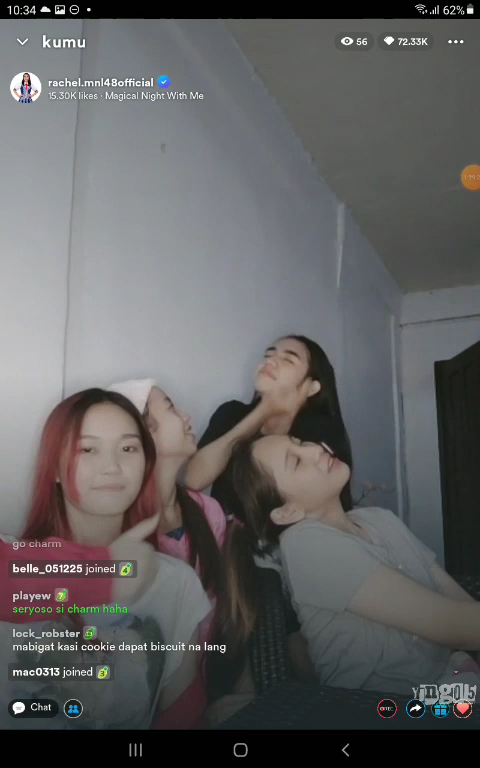 10:34
62%
kumu
56
72.33K
rachel.mnl48official
15.30K likes · Magical Night With Me
go charm
belle_051225 joined
playew
seryoso si charm haha
lock_robster
mabigat kasi cookie dapat biscuit na lang
mac0313 joined
Chat